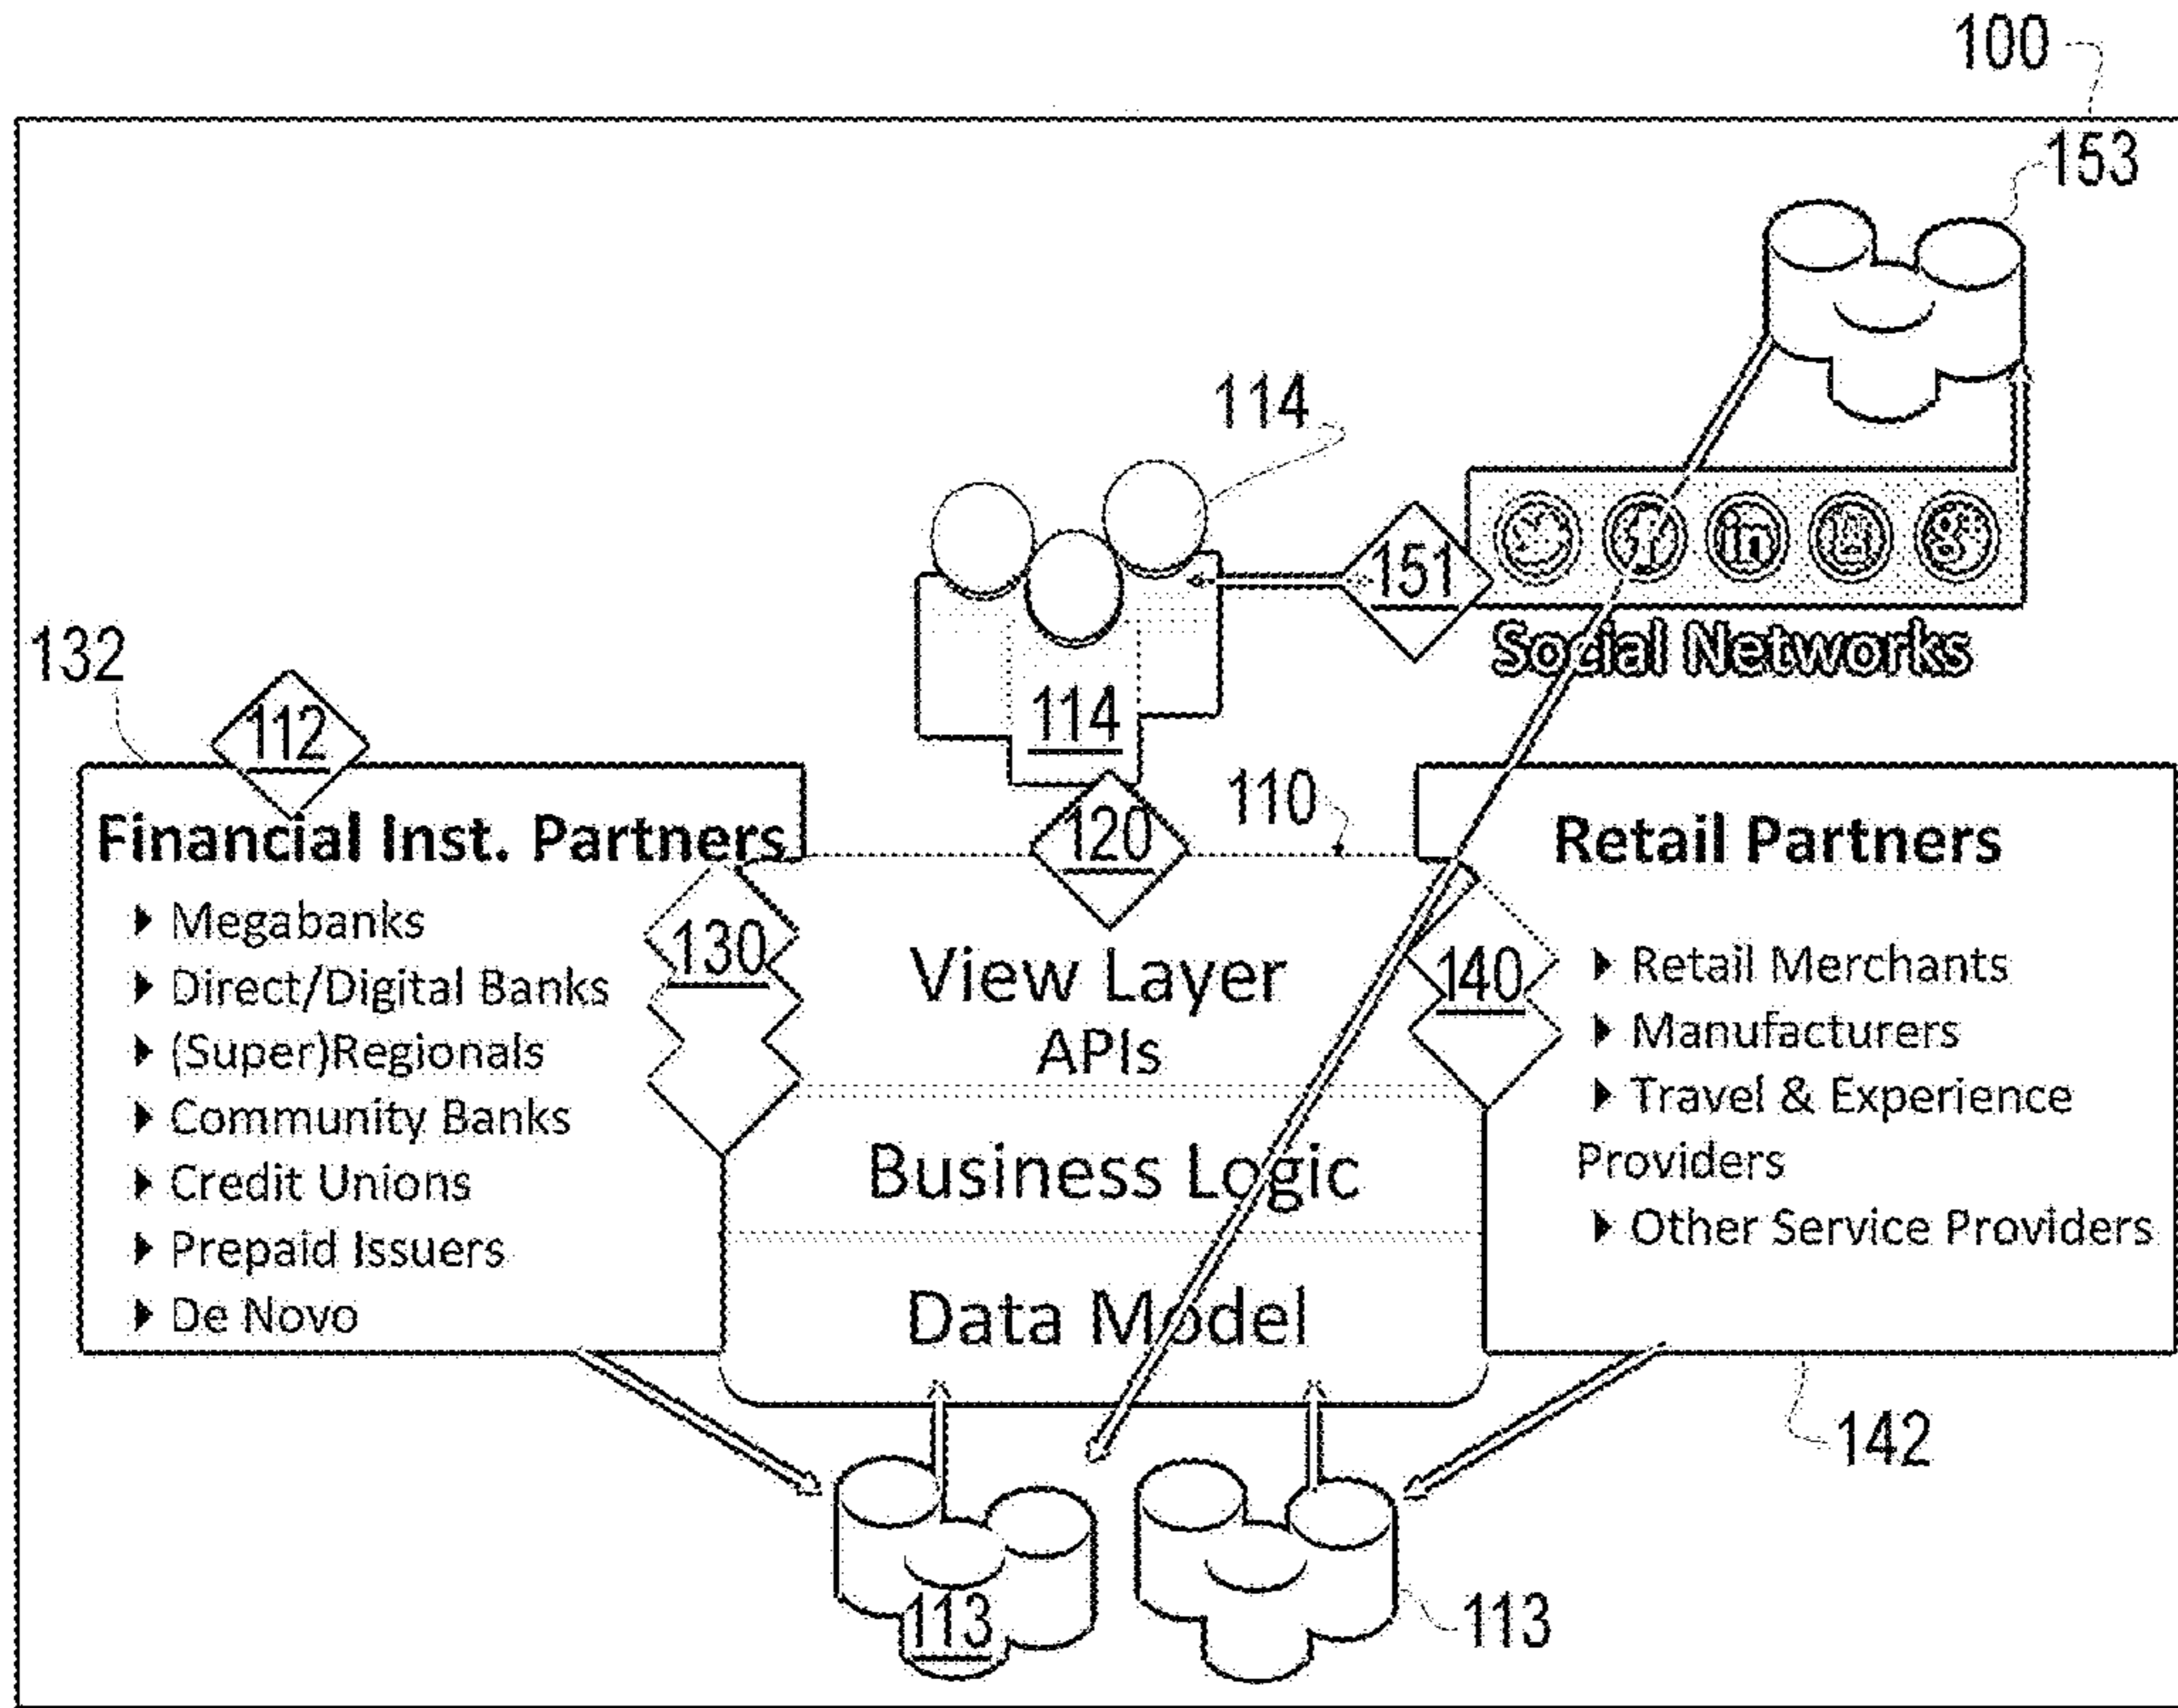 100
153
114
151
Social Networks
f
in
g+
132
112
114
120
110
Financial Inst. Partners
Megabanks
Direct/Digital Banks
(Super)Regionals
Community Banks
Credit Unions
Prepaid Issuers
De Novo
130
View Layer
APIs
Business Logic
Data Model
140
Retail Partners
Retail Merchants
Manufacturers
Travel & Experience
Providers
Other Service Providers
142
113
113